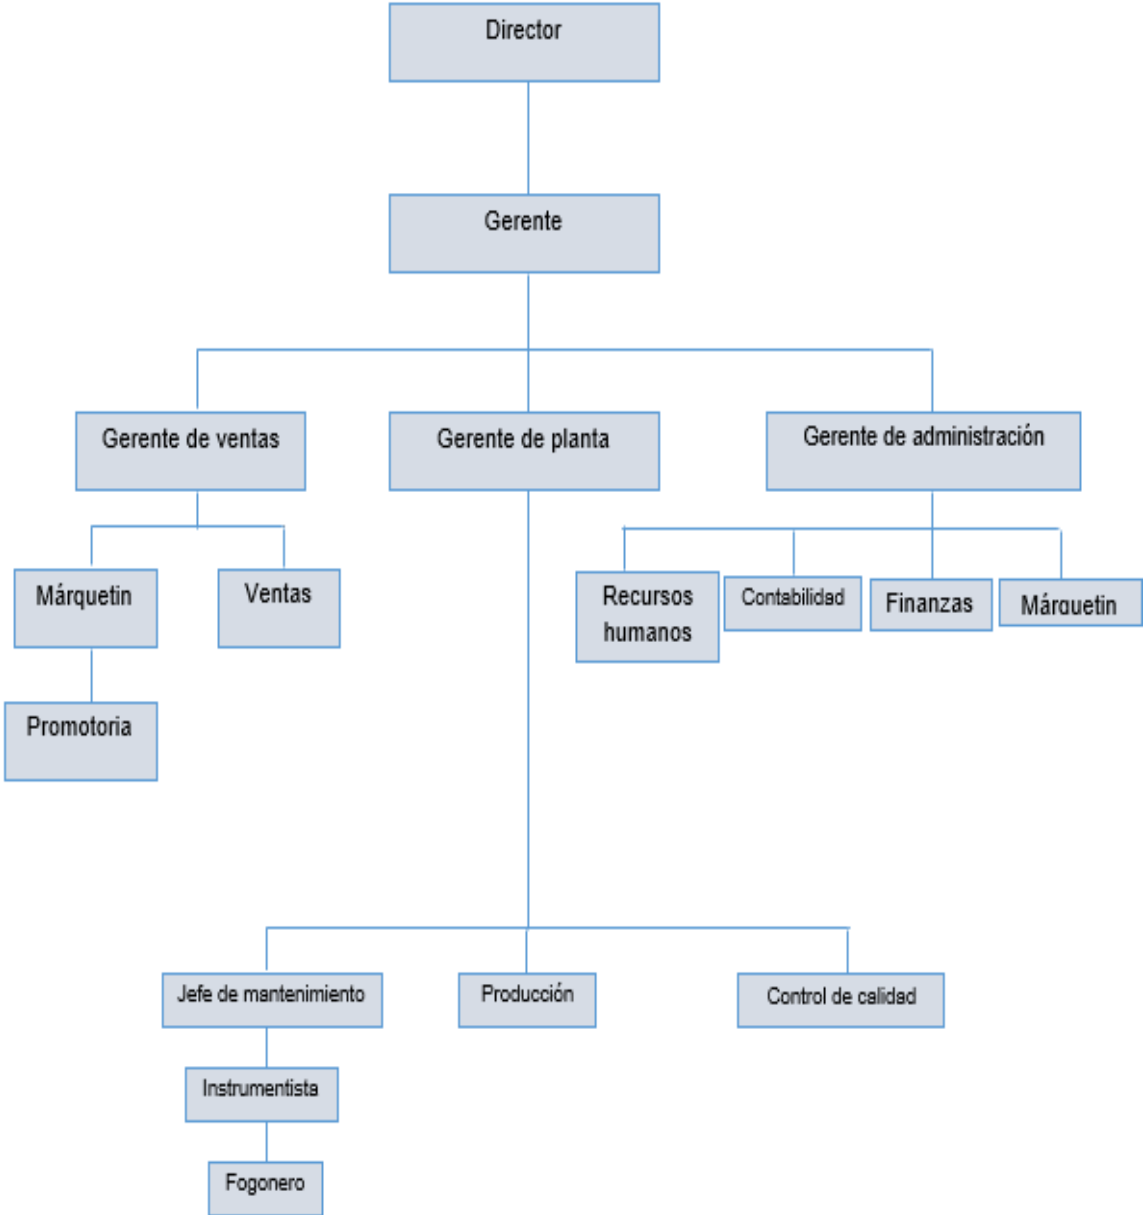 Director
Gerente
Gerente de ventas
Gerente de planta
Gerente de administración
Márquetin
Ventas
Recursos
humanos
Contabilidad
Finanzas
Márquetin
Promotoria
Jefe de mantenimiento
Producción
Control de calidad
Instrumentista
Fogonero